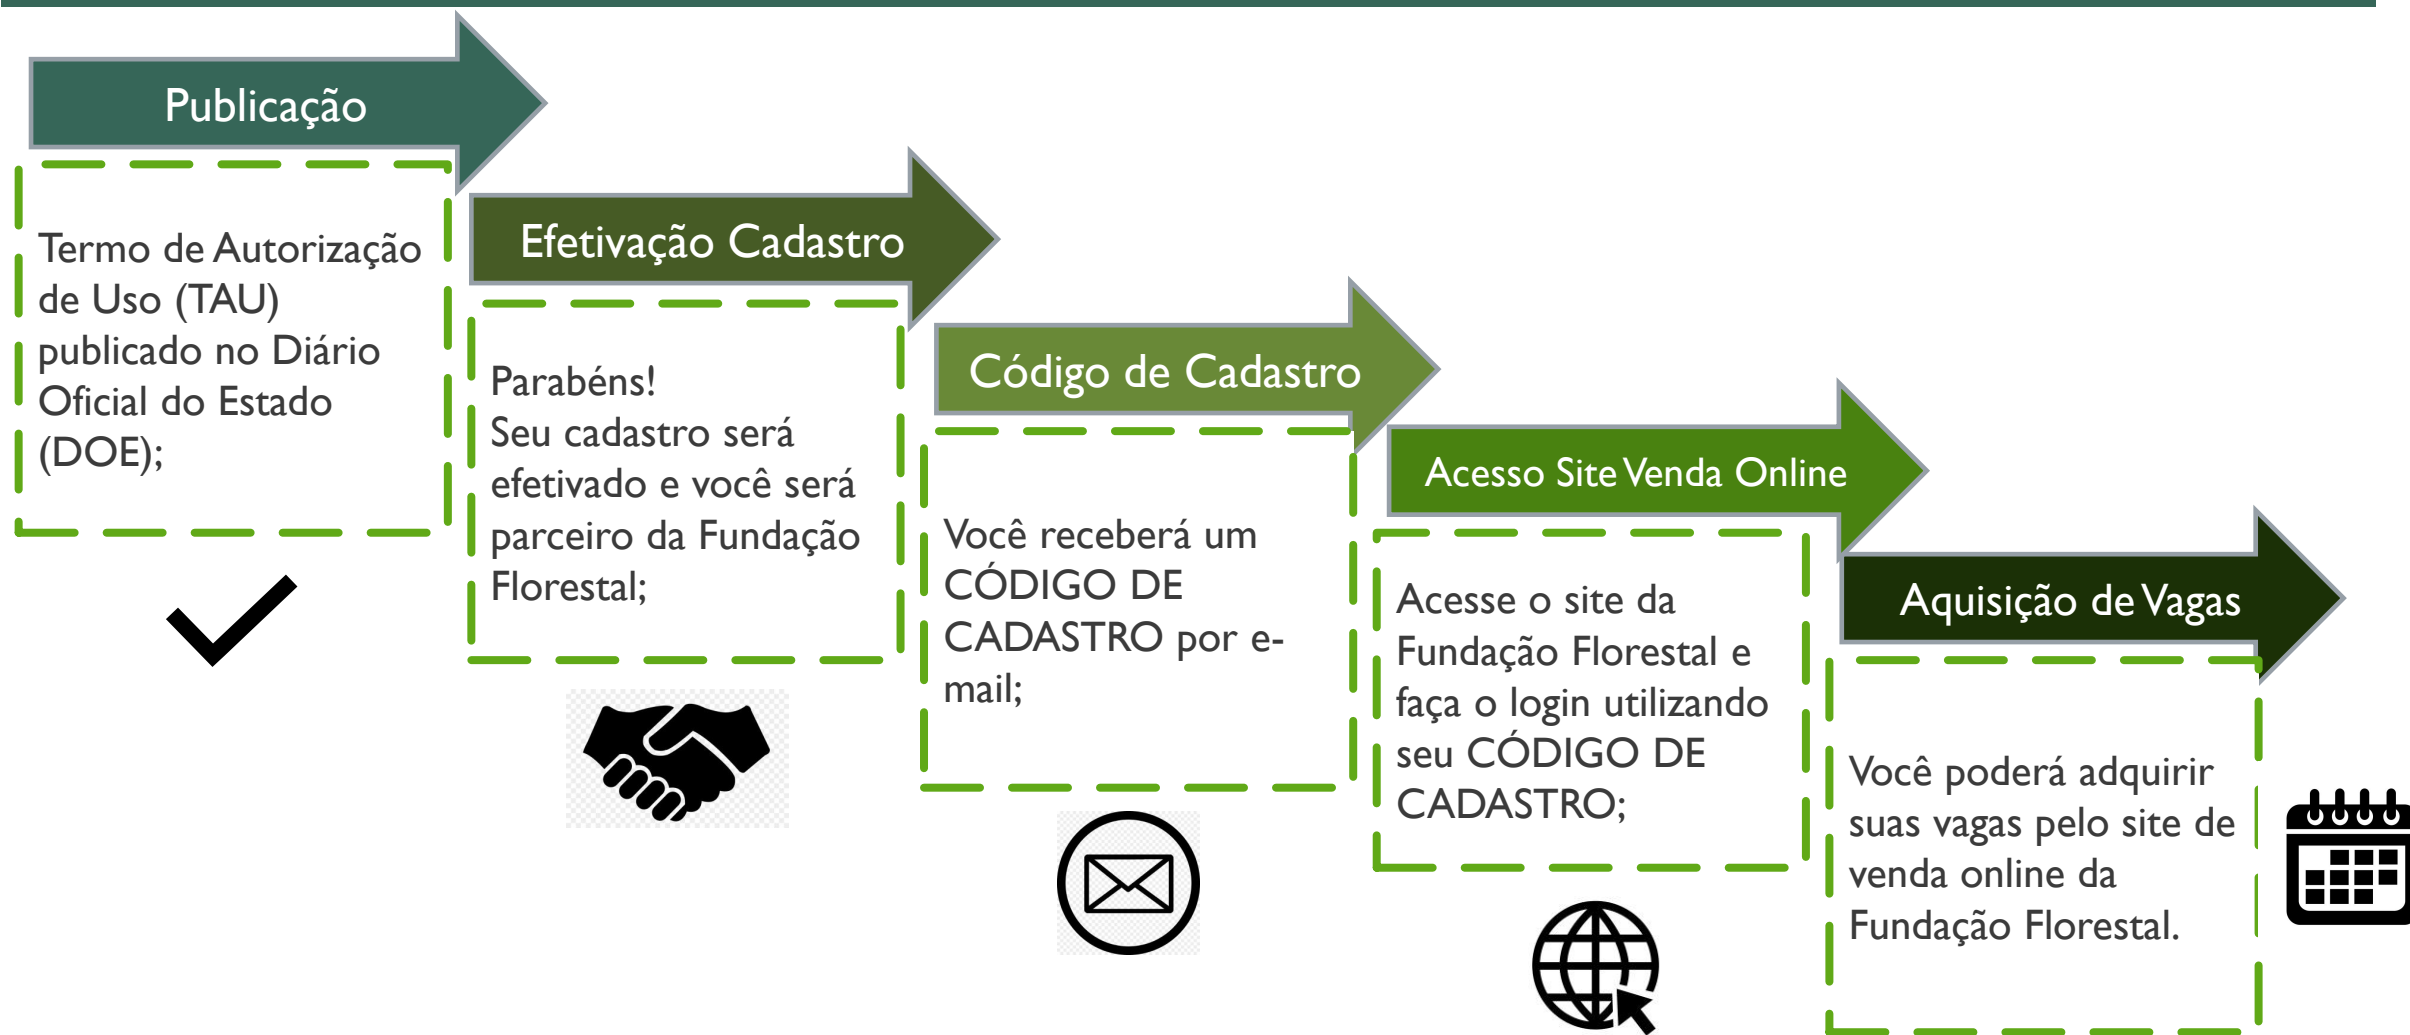 Publicação
Termo de Autorização
de Uso (TAU)
publicado no Diário
Oficial do Estado
(DOE);
Efetivação Cadastro
Parabéns!
Seu cadastro será
efetivado e você será
parceiro da Fundação
Florestal;
Código de Cadastro
Você receberá um
CÓDIGO DE
CADASTRO por e-
mail;
Acesso Site Venda Online
Acesse o site da
Fundação Florestal e
faça o login utilizando
seu CÓDIGO DE
CADASTRO;
Aquisição de Vagas
Você poderá adquirir
suas vagas pelo site de
venda online da
Fundação Florestal.